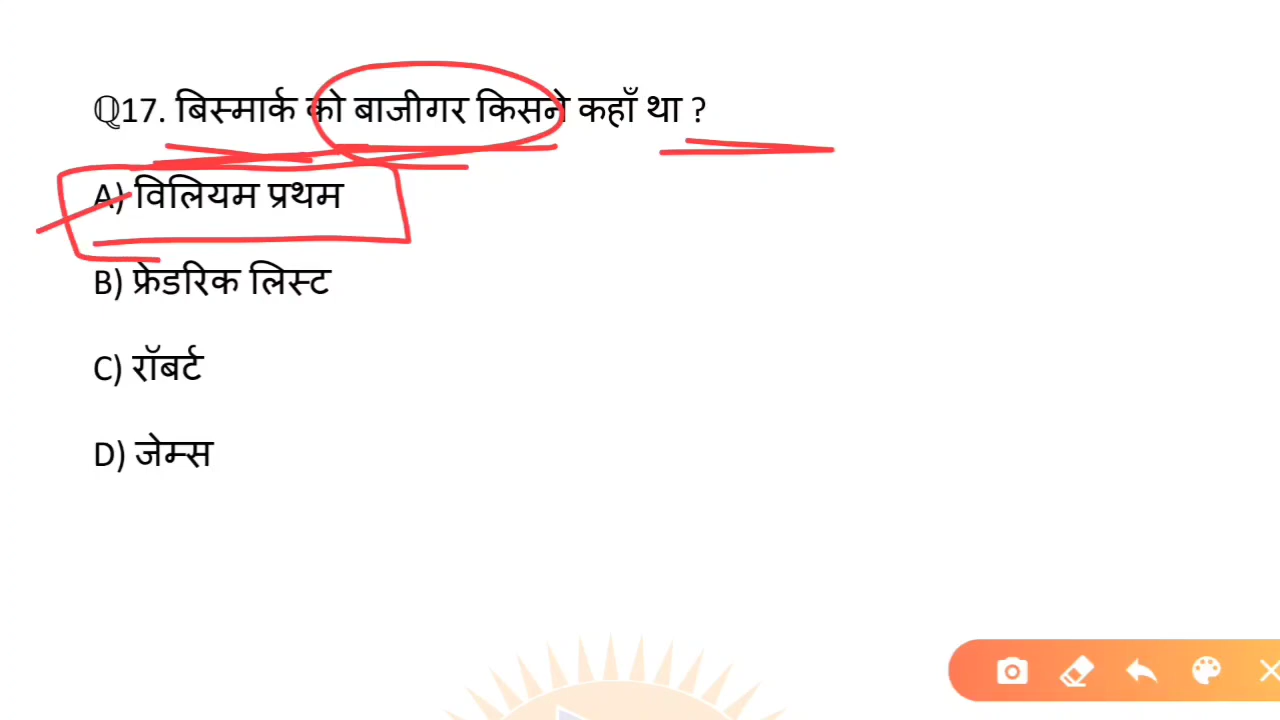 Q17. बिस्मार्क को बाजीगर किसने कहाँ था ?
A) विलियम प्रथम
B) फ्रेडरिक लिस्ट
C) रॉबर्ट
D) जेम्स